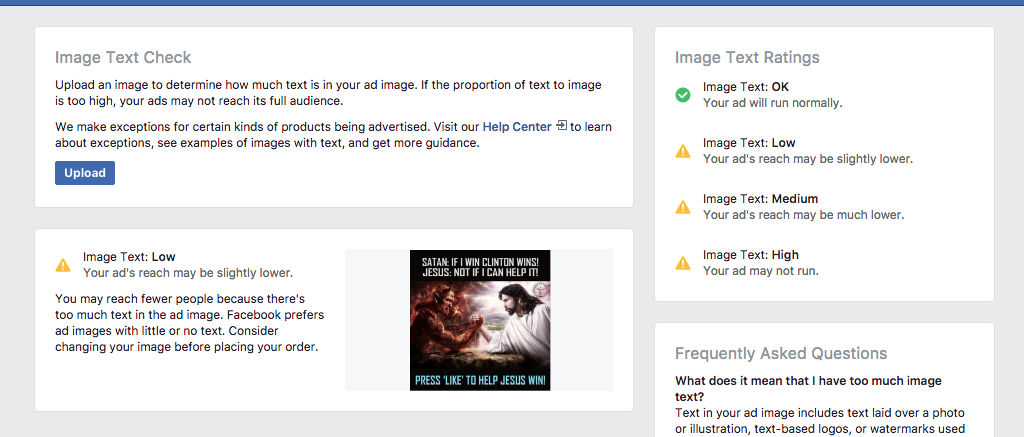 Image Text Check
Upload an image to determine how much text is in your ad image. If the proportion of text to image
is too high, your ads may not reach its full audience.
We make exceptions for certain kinds of products being advertised. Visit our Help Center to learn
about exceptions, see examples of images with text, and get more guidance.
Upload
Image Text: Low
Your ad's reach may be slightly lower.
You may reach fewer people because there's
too much text in the ad image. Facebook prefers
ad images with little or no text. Consider
changing your image before placing your order.
SATAN: IF I WIN CLINTON WINS!
JESUS: NOT IF I CAN HELP IT!
PRESS 'LIKE' TO HELP JESUS WIN!
Image Text Ratings
Image Text: OK
Your ad will run normally.
Image Text: Low
Your ad's reach may be slightly lower.
Image Text: Medium
Your ad's reach may be much lower.
Image Text: High
Your ad may not run.
Frequently Asked Questions
What does it mean that I have too much image
text?
Text in your ad image includes text laid over a photo
or illustration, text-based logos, or watermarks used